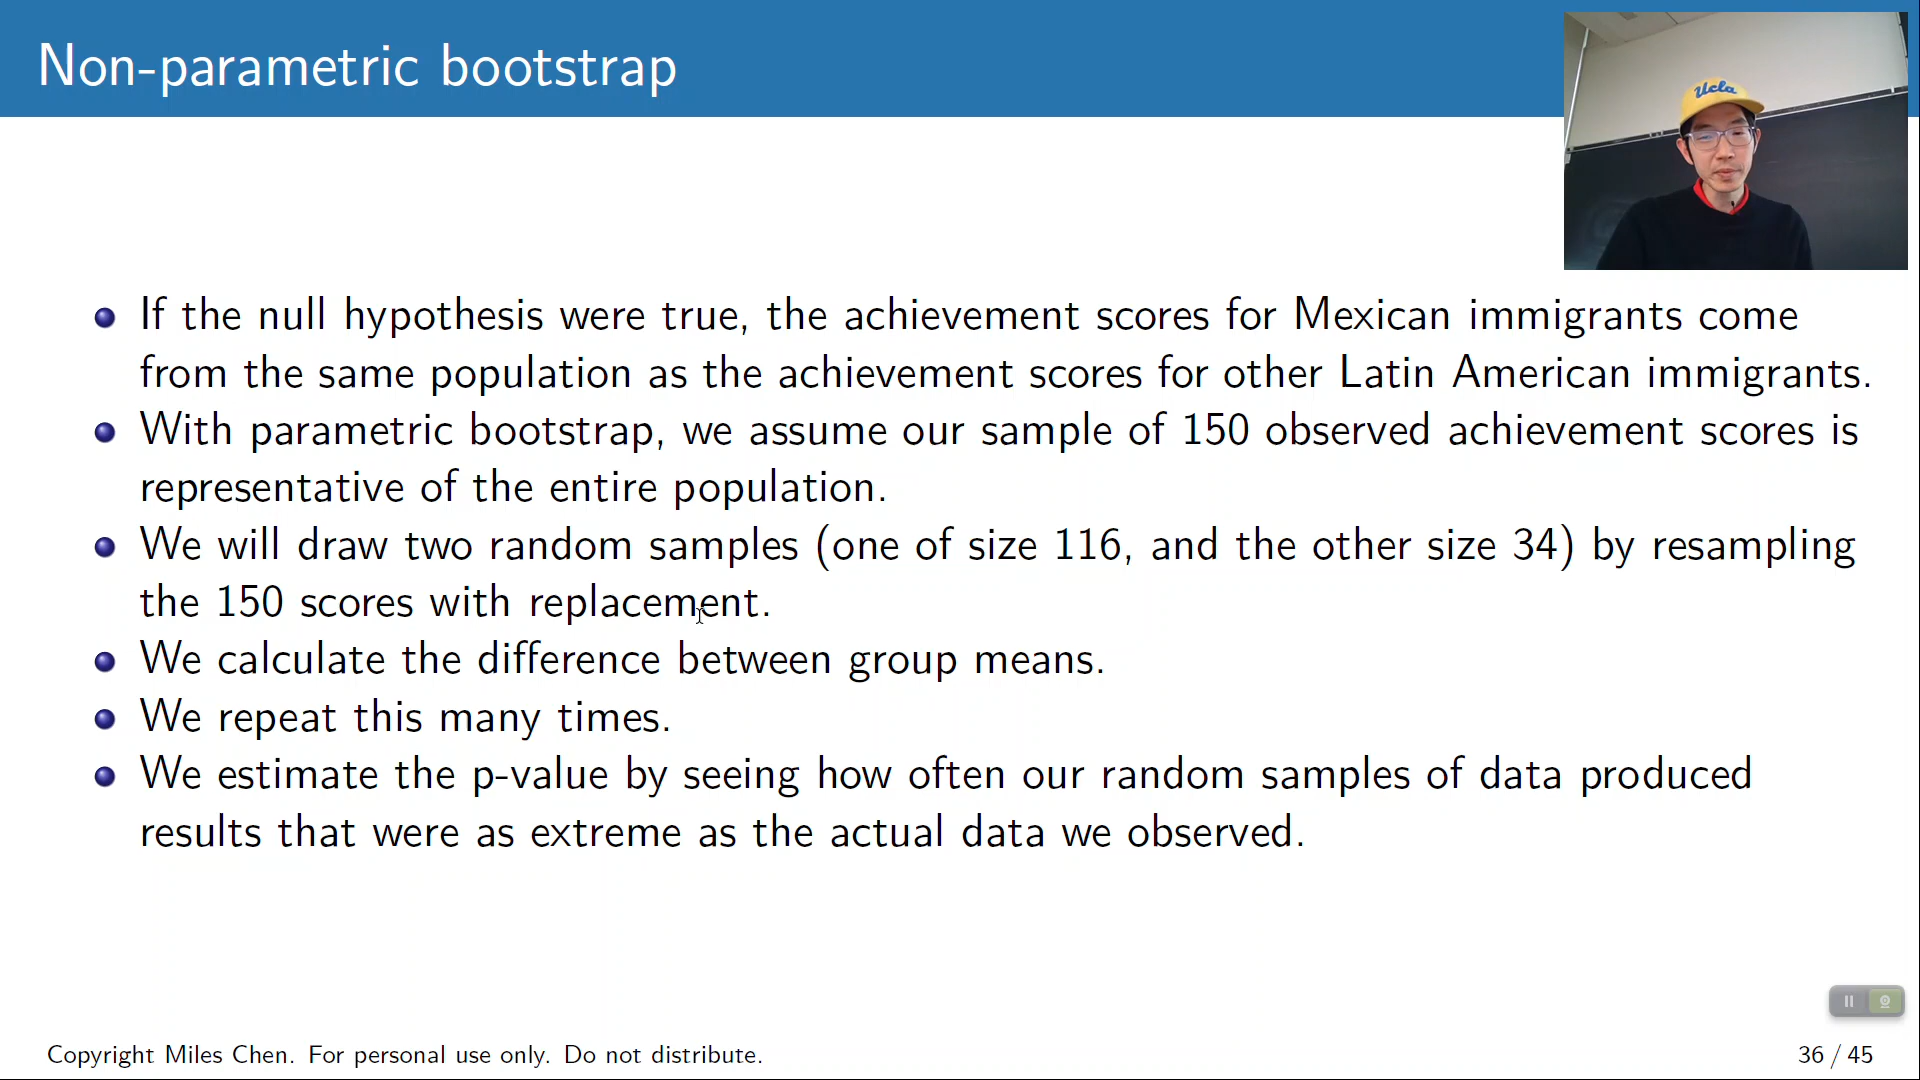 Non-parametric bootstrap
Ucla
If the null hypothesis were true, the achievement scores for Mexican immigrants come
from the same population as the achievement scores for other Latin American immigrants.
With parametric bootstrap, we assume our sample of 150 observed achievement scores is
representative of the entire population.
We will draw two random samples (one of size 116, and the other size 34) by resampling
the 150 scores with replacement.
We calculate the difference between group means.
We repeat this many times.
We estimate the p-value by seeing how often our random samples of data produced
results that were as extreme as the actual data we observed.
Copyright Miles Chen. For personal use only. Do not distribute.
36 / 45